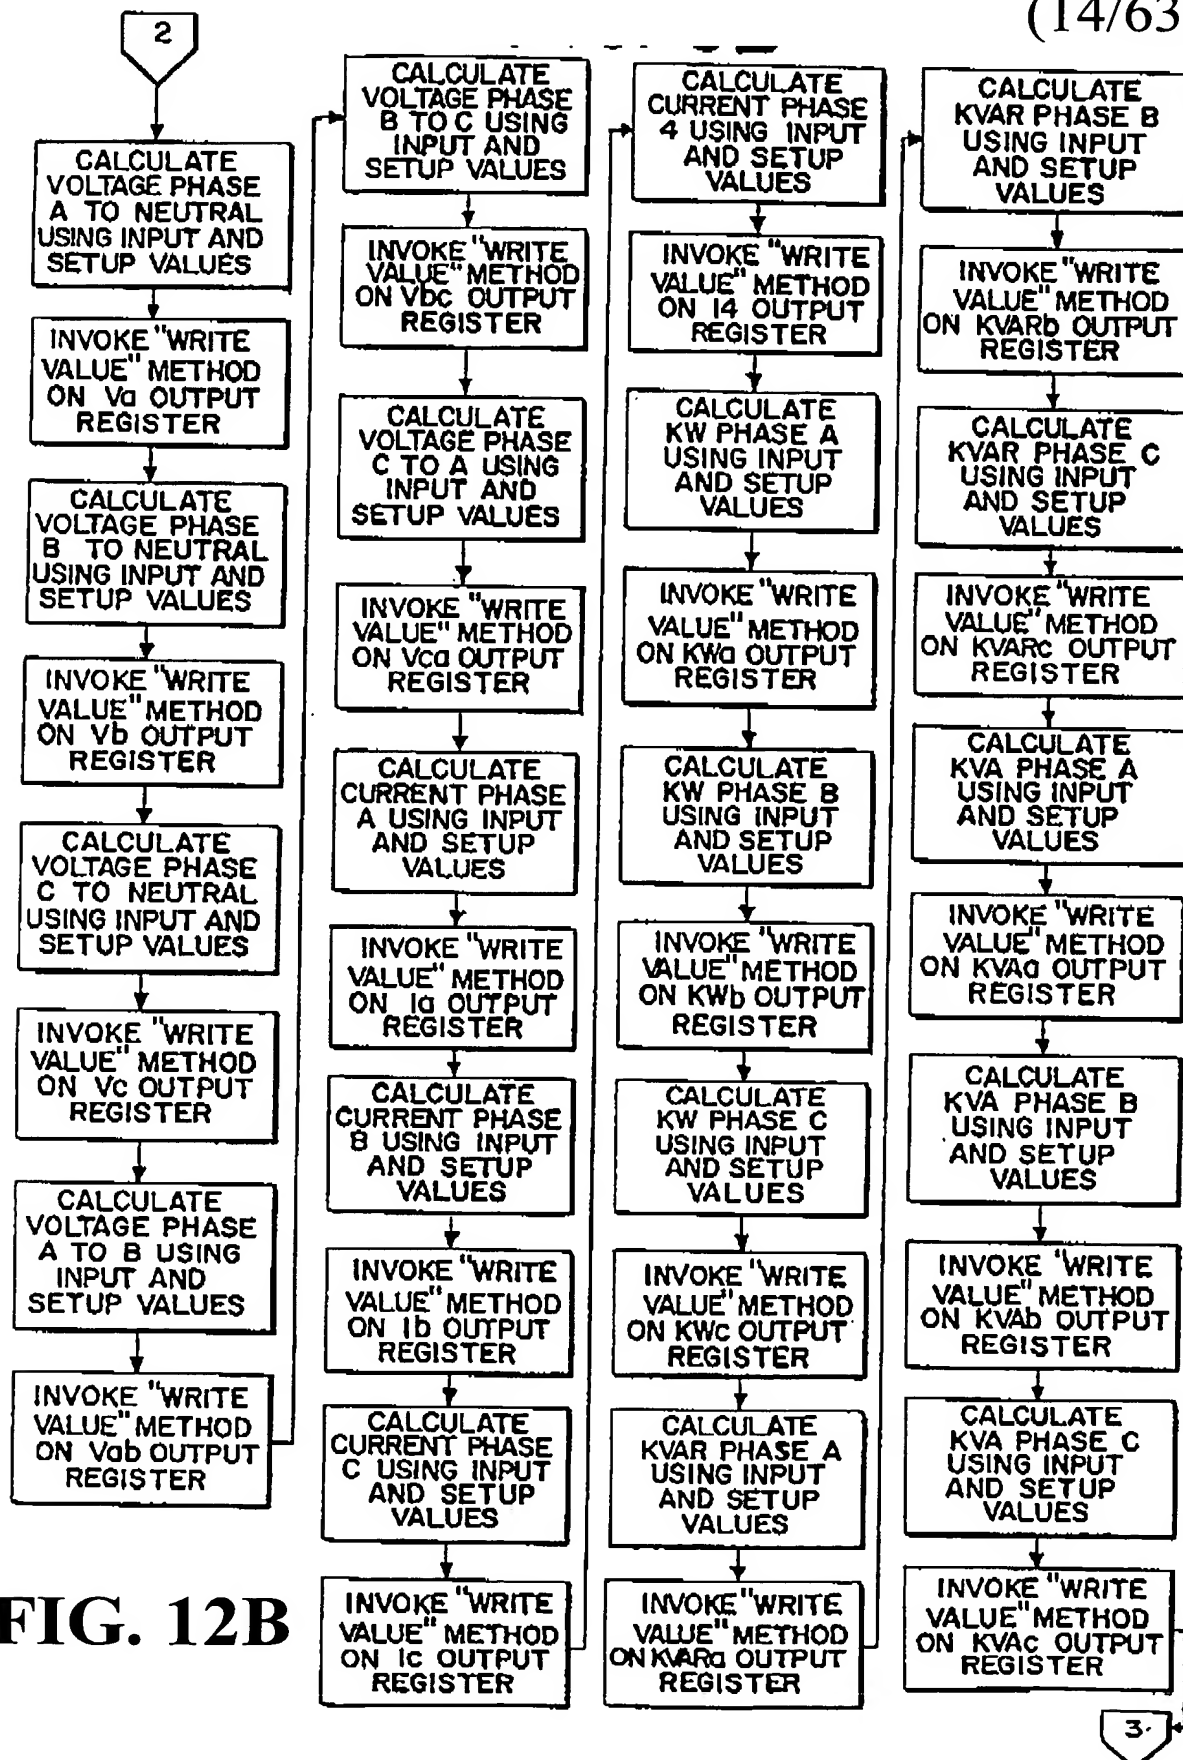 (14/63
2
CALCULATE
VOLTAGE PHASE
A TO NEUTRAL
USING INPUT AND
SETUP VALUES
INVOKE "WRITE
VALUE" METHOD
ON Va OUTPUT
REGISTER
CALCULATE
VOLTAGE PHASE
B TO NEUTRAL
USING INPUT AND
SETUP VALUES
INVOKE "WRITE
VALUE" METHOD
ON Vb OUTPUT
REGISTER
CALCULATE
VOLTAGE PHASE
C TO NEUTRAL
USING INPUT AND
SETUP VALUES
INVOKE "WRITE
VALUE" METHOD
ON Vc OUTPUT
REGISTER
CALCULATE
VOLTAGE PHASE
A TO B USING
INPUT AND
SETUP VALUES
INVOKE "WRITE
VALUE" METHOD
ON Vab OUTPUT
REGISTER
CALCULATE
VOLTAGE PHASE
B TO C USING
INPUT AND
SETUP VALUES
INVOKE "WRITE
VALUE" METHOD
ON Vbc OUTPUT
REGISTER
CALCULATE
VOLTAGE PHASE
C TO A USING
INPUT AND
SETUP VALUES
INVOKE "WRITE
VALUE" METHOD
ON Vca OUTPUT
REGISTER
CALCULATE
CURRENT PHASE
A USING INPUT
AND SETUP
VALUES
INVOKE "WRITE
VALUE" METHOD
ON Ia OUTPUT
REGISTER
CALCULATE
CURRENT PHASE
B USING INPUT
AND SETUP
VALUES
INVOKE "WRITE
VALUE" METHOD
ON Ib OUTPUT
REGISTER
CALCULATE
CURRENT PHASE
C USING INPUT
AND SETUP
VALUES
INVOKE "WRITE
VALUE" METHOD
ON Ic OUTPUT
REGISTER
CALCULATE
CURRENT PHASE
4 USING INPUT
AND SETUP
VALUES
INVOKE "WRITE
VALUE" METHOD
ON I4 OUTPUT
REGISTER
CALCULATE
KW PHASE A
USING INPUT
AND SETUP
VALUES
INVOKE "WRITE
VALUE" METHOD
ON KWa OUTPUT
REGISTER
CALCULATE
KW PHASE B
USING INPUT
AND SETUP
VALUES
INVOKE "WRITE
VALUE" METHOD
ON KWb OUTPUT
REGISTER
CALCULATE
KW PHASE C
USING INPUT
AND SETUP
VALUES
INVOKE "WRITE
VALUE" METHOD
ON KWc OUTPUT
REGISTER
CALCULATE
KVAR PHASE A
USING INPUT
AND SETUP
VALUES
INVOKE "WRITE
VALUE" METHOD
ON KVARa OUTPUT
REGISTER
CALCULATE
KVAR PHASE B
USING INPUT
AND SETUP
VALUES
INVOKE "WRITE
VALUE" METHOD
ON KVARb OUTPUT
REGISTER
CALCULATE
KVAR PHASE C
USING INPUT
AND SETUP
VALUES
INVOKE "WRITE
VALUE" METHOD
ON KVARc OUTPUT
REGISTER
CALCULATE
KVA PHASE A
USING INPUT
AND SETUP
VALUES
INVOKE "WRITE
VALUE" METHOD
ON KVAa OUTPUT
REGISTER
CALCULATE
KVA PHASE B
USING INPUT
AND SETUP
VALUES
INVOKE "WRITE
VALUE" METHOD
ON KVAb OUTPUT
REGISTER
CALCULATE
KVA PHASE C
USING INPUT
AND SETUP
VALUES
INVOKE "WRITE
VALUE" METHOD
ON KVAc OUTPUT
REGISTER
3
FIG. 12B